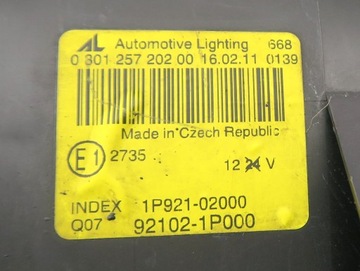 AL Automotive Lighting 668
0 301 257 202 00 16.02.11 0139
Made in Czech Republic
E1 2735
12 24 V
INDEX 1P921-02000
Q07 92102-1P000